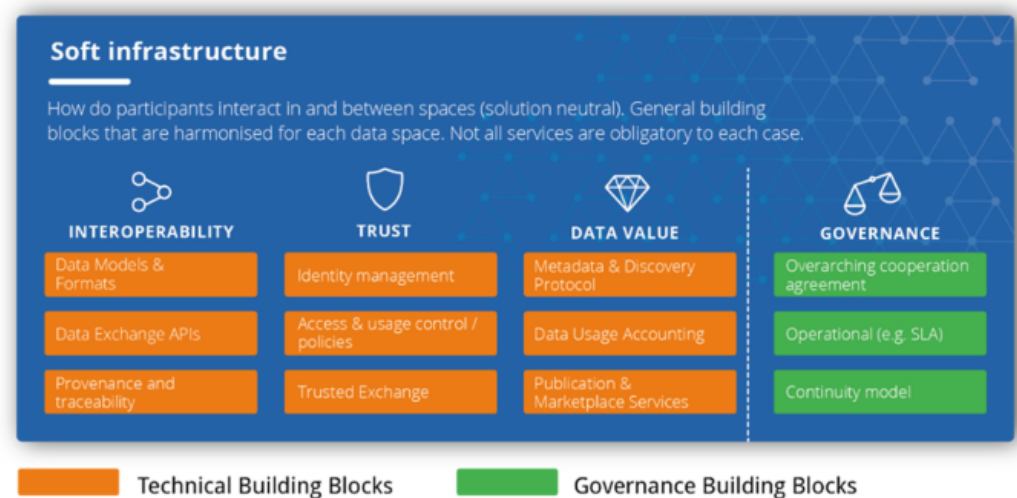 Soft infrastructure
How do participants interact in and between spaces (solution neutral). General building
blocks that are harmonised for each data space. Not all services are obligatory to each case.
INTEROPERABILITY
Data Models &
Formats
Data Exchange APIs
Provenance and
traceability
TRUST
Identity management
Access & usage control /
policies
Trusted Exchange
DATA VALUE
Metadata & Discovery
Protocol
Data Usage Accounting
Publication &
Marketplace Services
GOVERNANCE
Overarching cooperation
agreement
Operational (e.g. SLA)
Continuity model
Technical Building Blocks
Governance Building Blocks